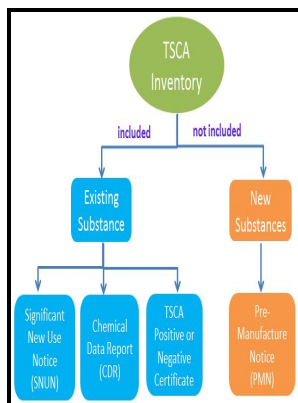 TSCA
Inventory
included
not included
Existing
Substance
New
Substances
Significant
New Use
Notice
(SNUN)
Chemical
Data Report
(CDR)
TSCA
Positive or
Negative
Certificate
Pre-
Manufacture
Notice
(PMN)